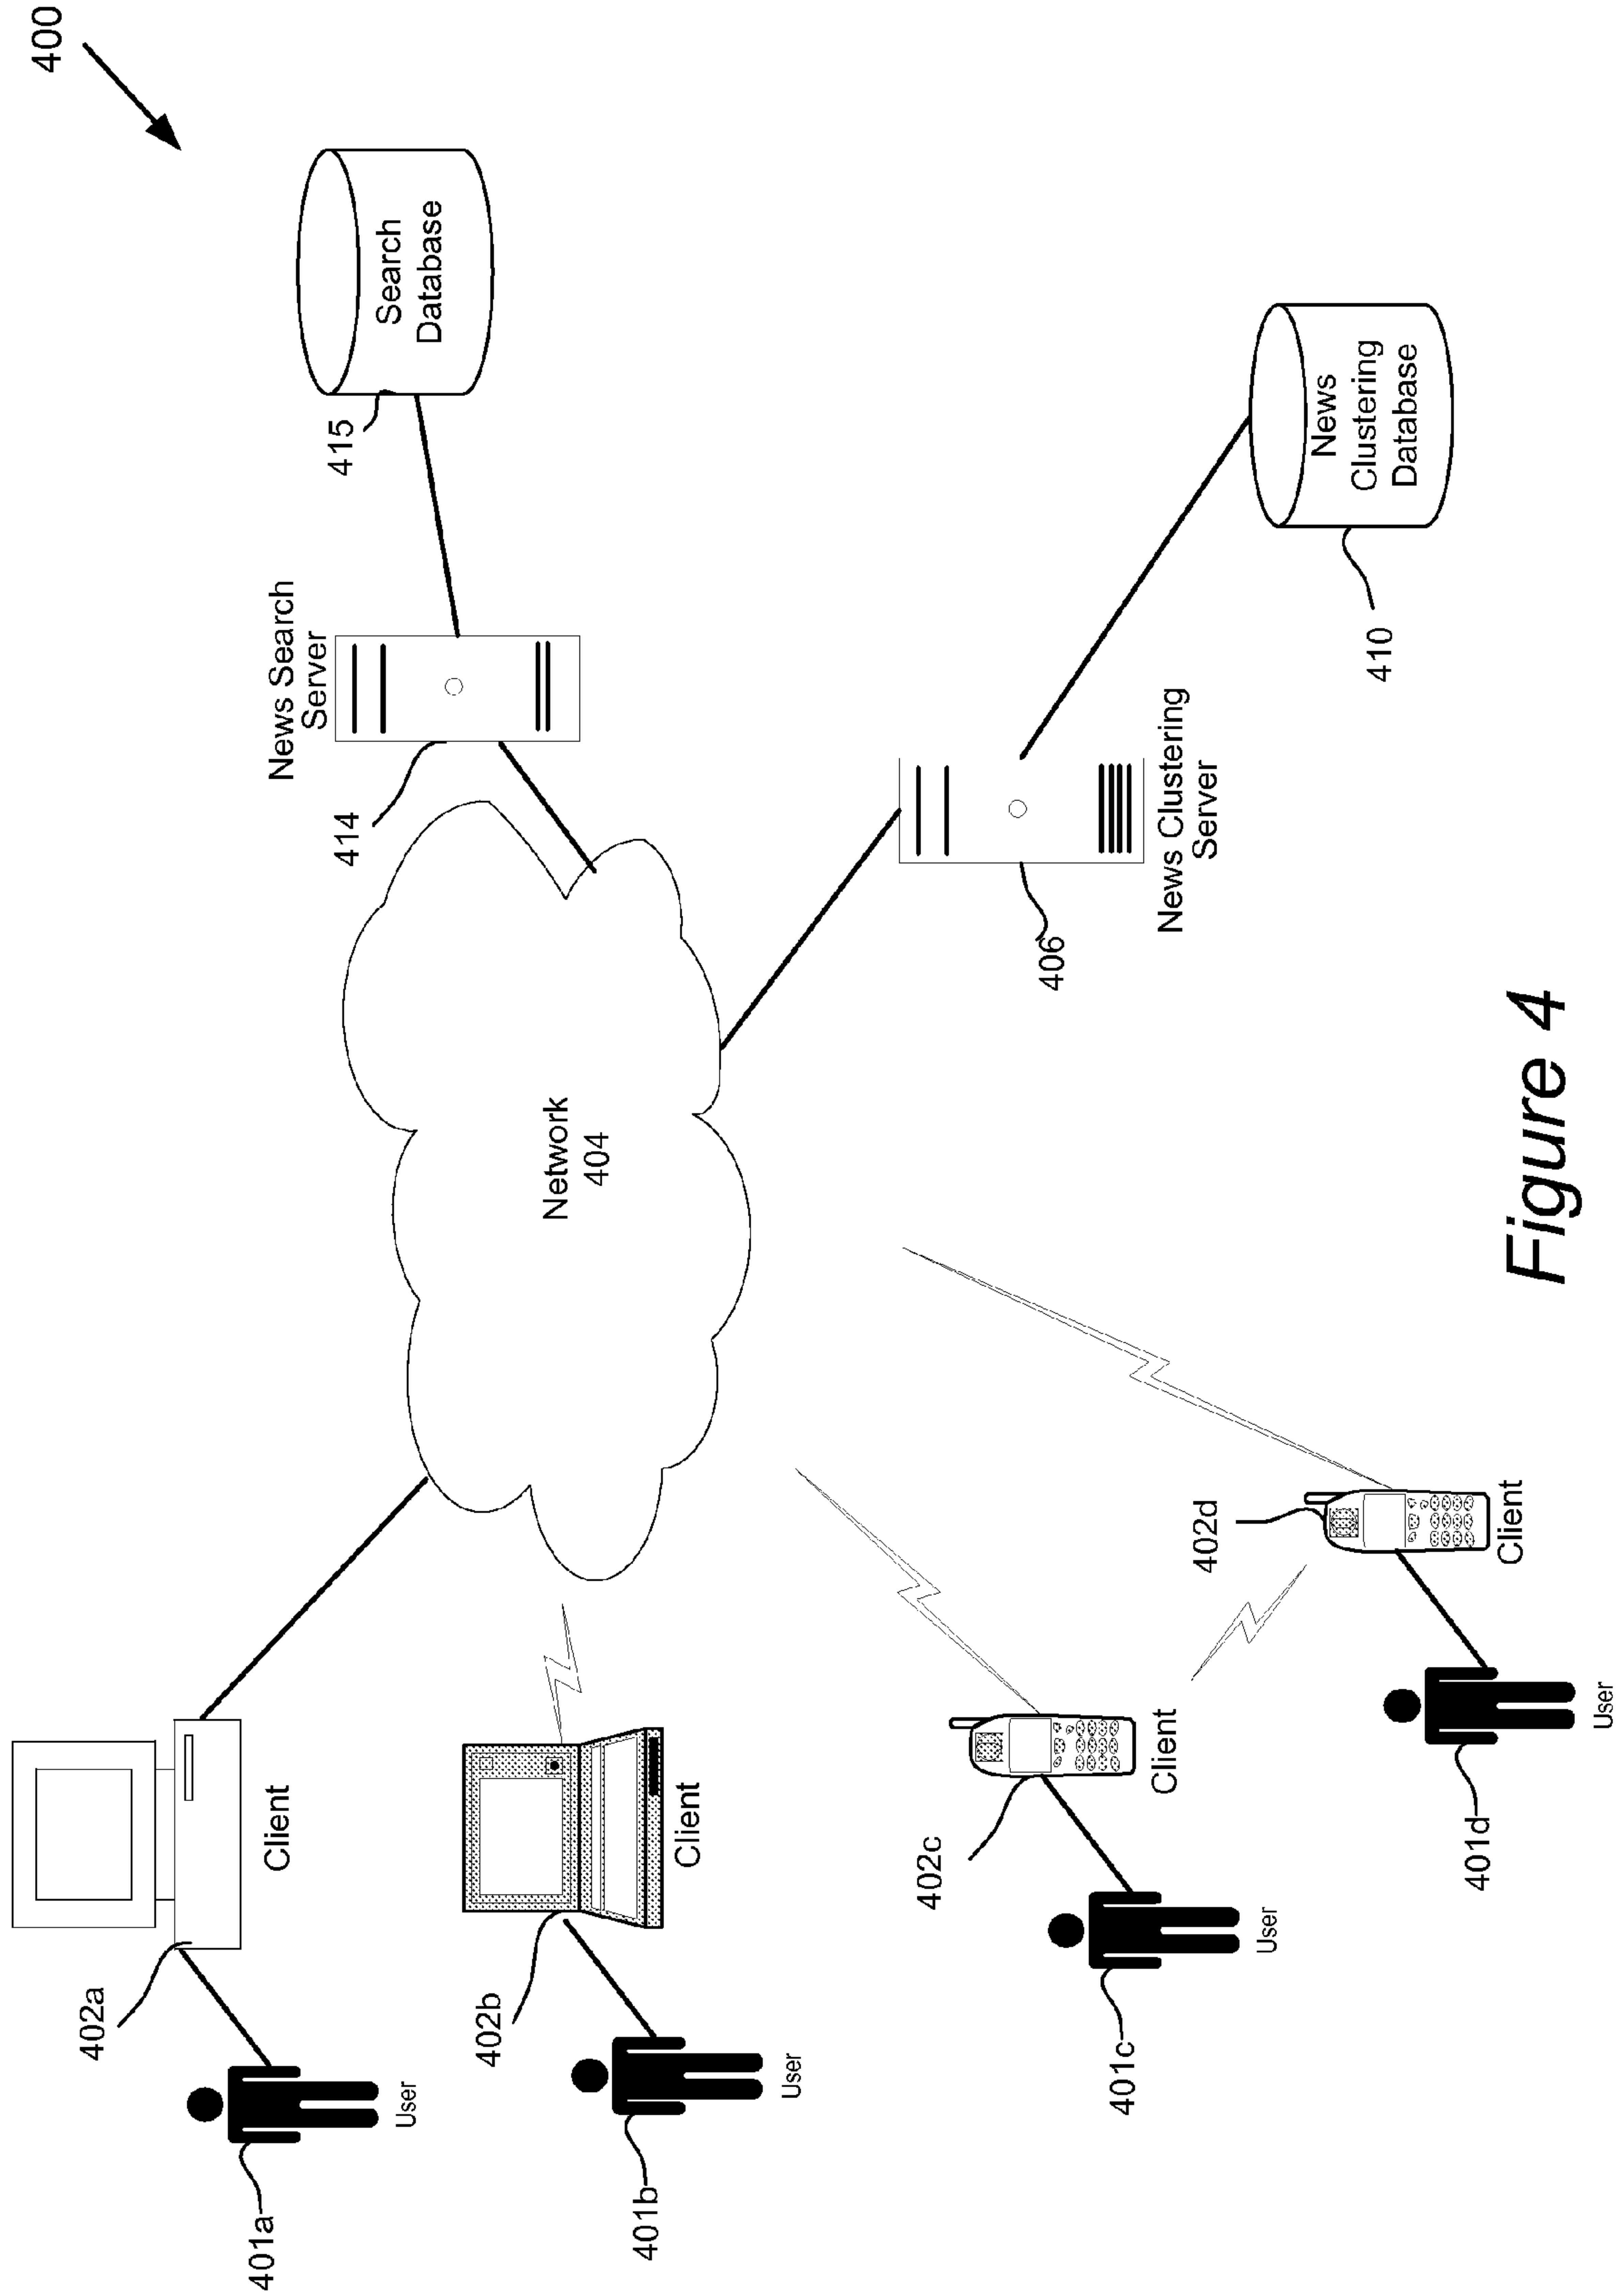 400
402a
401a
User
Client
News Search
Server
415
Search
Database
414
402b
401b
User
Client
Network
404
406
News Clustering
Server
410
News
Clustering
Database
402c
401c
User
Client
402d
401d
User
Client
Figure 4